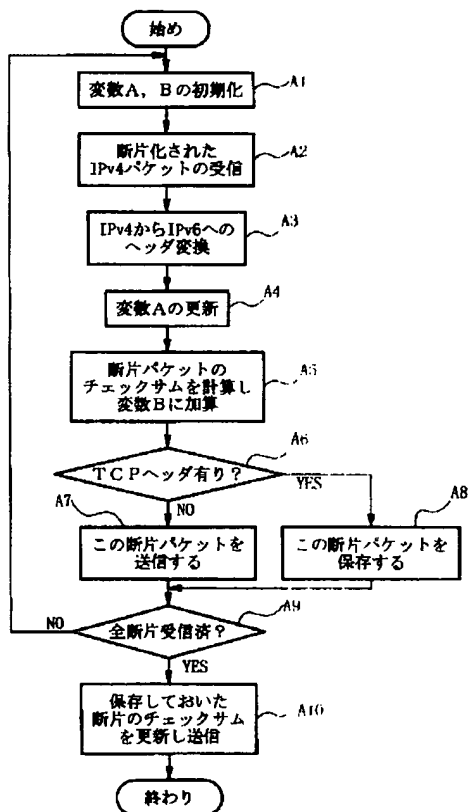 始め
変数A，Bの初期化
A1
断片化された
IPv4パケットの受信
A2
IPv4からIPv6への
ヘッダ変換
A3
変数Aの更新
A4
断片パケットの
チェックサムを計算し
変数Bに加算
A5
TCPヘッダ有り？
A6
YES
NO
A7
この断片パケットを
送信する
A8
この断片パケットを
保存する
全断片受信済？
A9
NO
YES
保存しておいた
断片のチェックサム
を更新し送信
A10
終わり